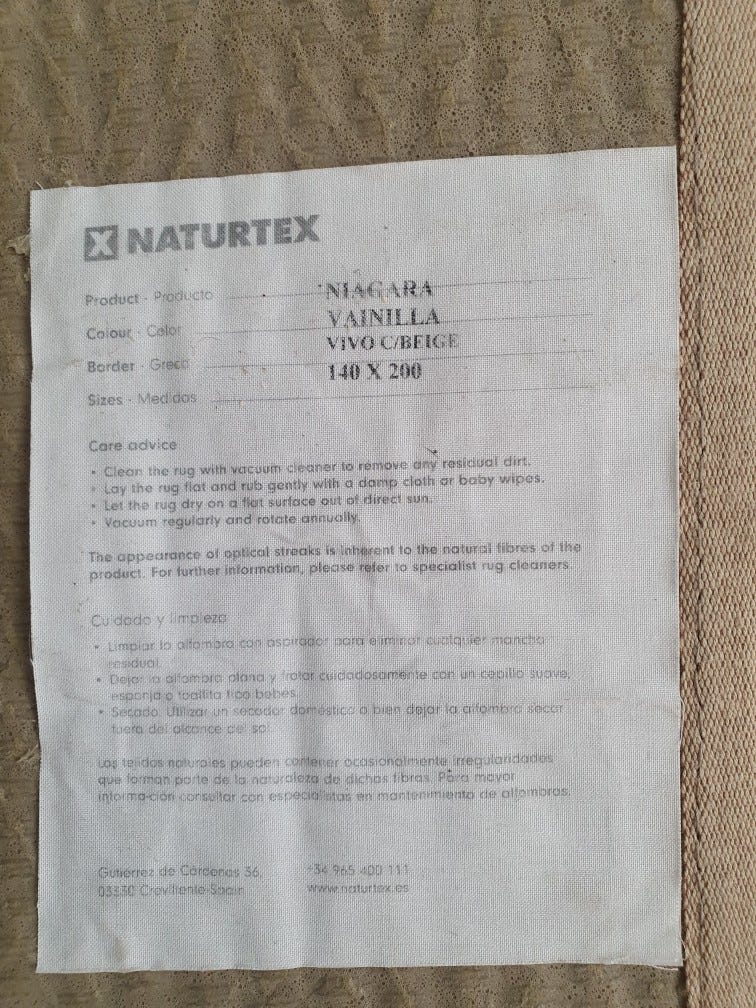 NATURTEX
Product - Producto NIAGARA
Colour - Color VAINILLA
Border - Greca VIVO C/BEIGE
Sizes - Medidas 140 X 200
Care advice
• Clean the rug with vacuum cleaner to remove any residual dirt.
• Lay the rug flat and rub gently with a damp cloth or baby wipes.
• Let the rug dry on a flat surface out of direct sun.
• Vacuum regularly and rotate annually.
The appearance of optical streaks is inherent to the natural fibres of the
product. For further information, please refer to specialist rug cleaners.
Cuidado y limpieza
• Limpiar la alfombra con aspirador para eliminar cualquier mancha
residual.
• Dejar la alfombra plana y frotar cuidadosamente con un cepillo suave,
esponja o toallita tipo bebes.
• Secado: Utilizar un secador doméstico o bien dejar la alfombra secar
fuera del alcance del sol.
Los tejidos naturales pueden contener ocasionalmente irregularidades
que forman parte de la naturaleza de dichas fibras. Para mayor
información consultar con especialistas en mantenimiento de alfombras.
Gutiérrez de Cárdenas 36, +34 965 400 111
03330 Crevillente-Spain www.naturtex.es